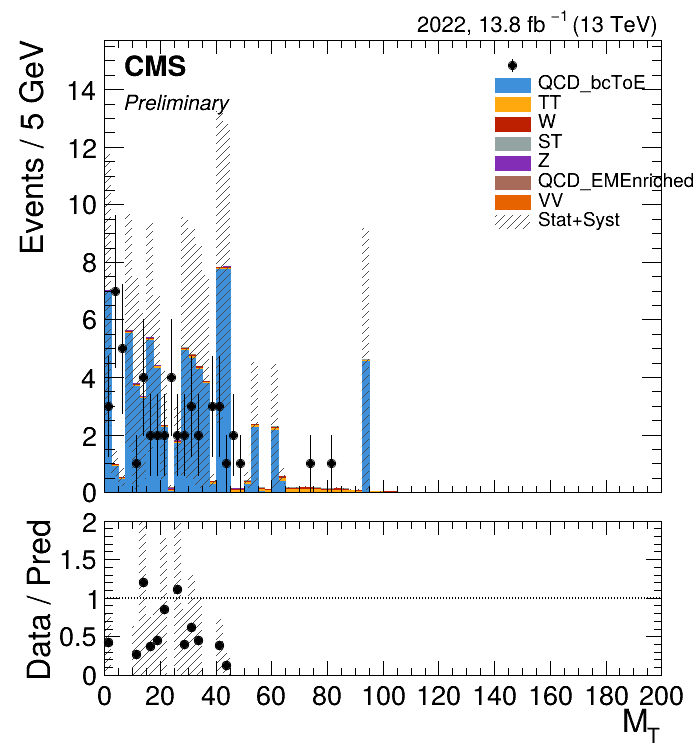 2022, 13.8 fb⁻¹ (13 TeV)
Events / 5 GeV
CMS
Preliminary
QCD_bcToE
TT
W
ST
Z
QCD_EMEnriched
VV
Stat+Syst
14
12
10
8
6
4
2
0
Data / Pred
2
1.5
1
0.5
0
0 20 40 60 80 100 120 140 160 180 200
M_T